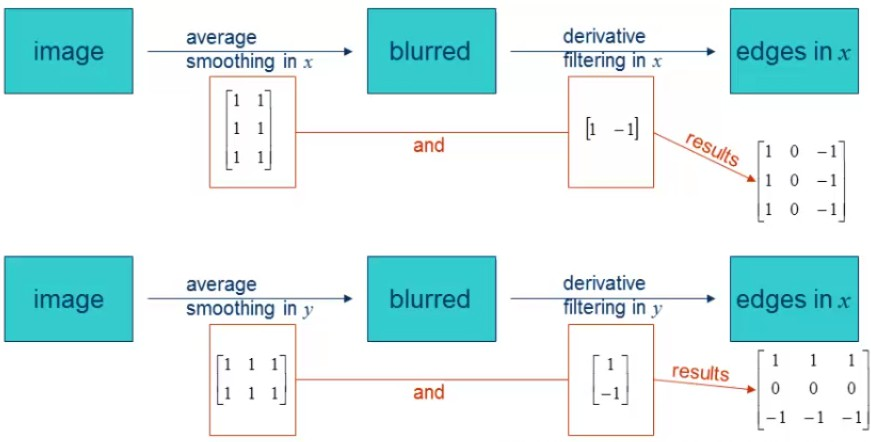 image
average
smoothing in x
blurred
derivative
filtering in x
edges in x
[1 1]
[1 1]
[1 1]
and
[1 -1]
results
[1 0 -1]
[1 0 -1]
[1 0 -1]
image
average
smoothing in y
blurred
derivative
filtering in y
edges in x
[1 1 1]
[1 1 1]
and
[1]
[-1]
results
[1 1 1]
[0 0 0]
[-1 -1 -1]